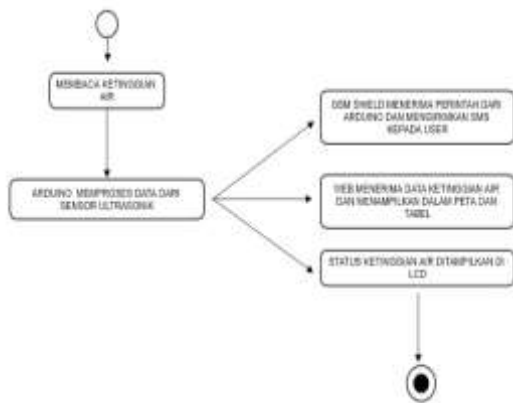 MEMBACA KETINGGIAN
AIR
ARDUINO MEMPROSES DATA DARI
SENSOR ULTRASONIK
GSM SHIELD MENERIMA PERINTAH DARI
ARDUINO DAN MENGIRIMKAN SMS
KEPADA USER
WEB MENERIMA DATA KETINGGIAN AIR
DAN MENAMPILKAN DALAM PETA DAN
TABEL
STATUS KETINGGIAN AIR DITAMPILKAN DI
LCD